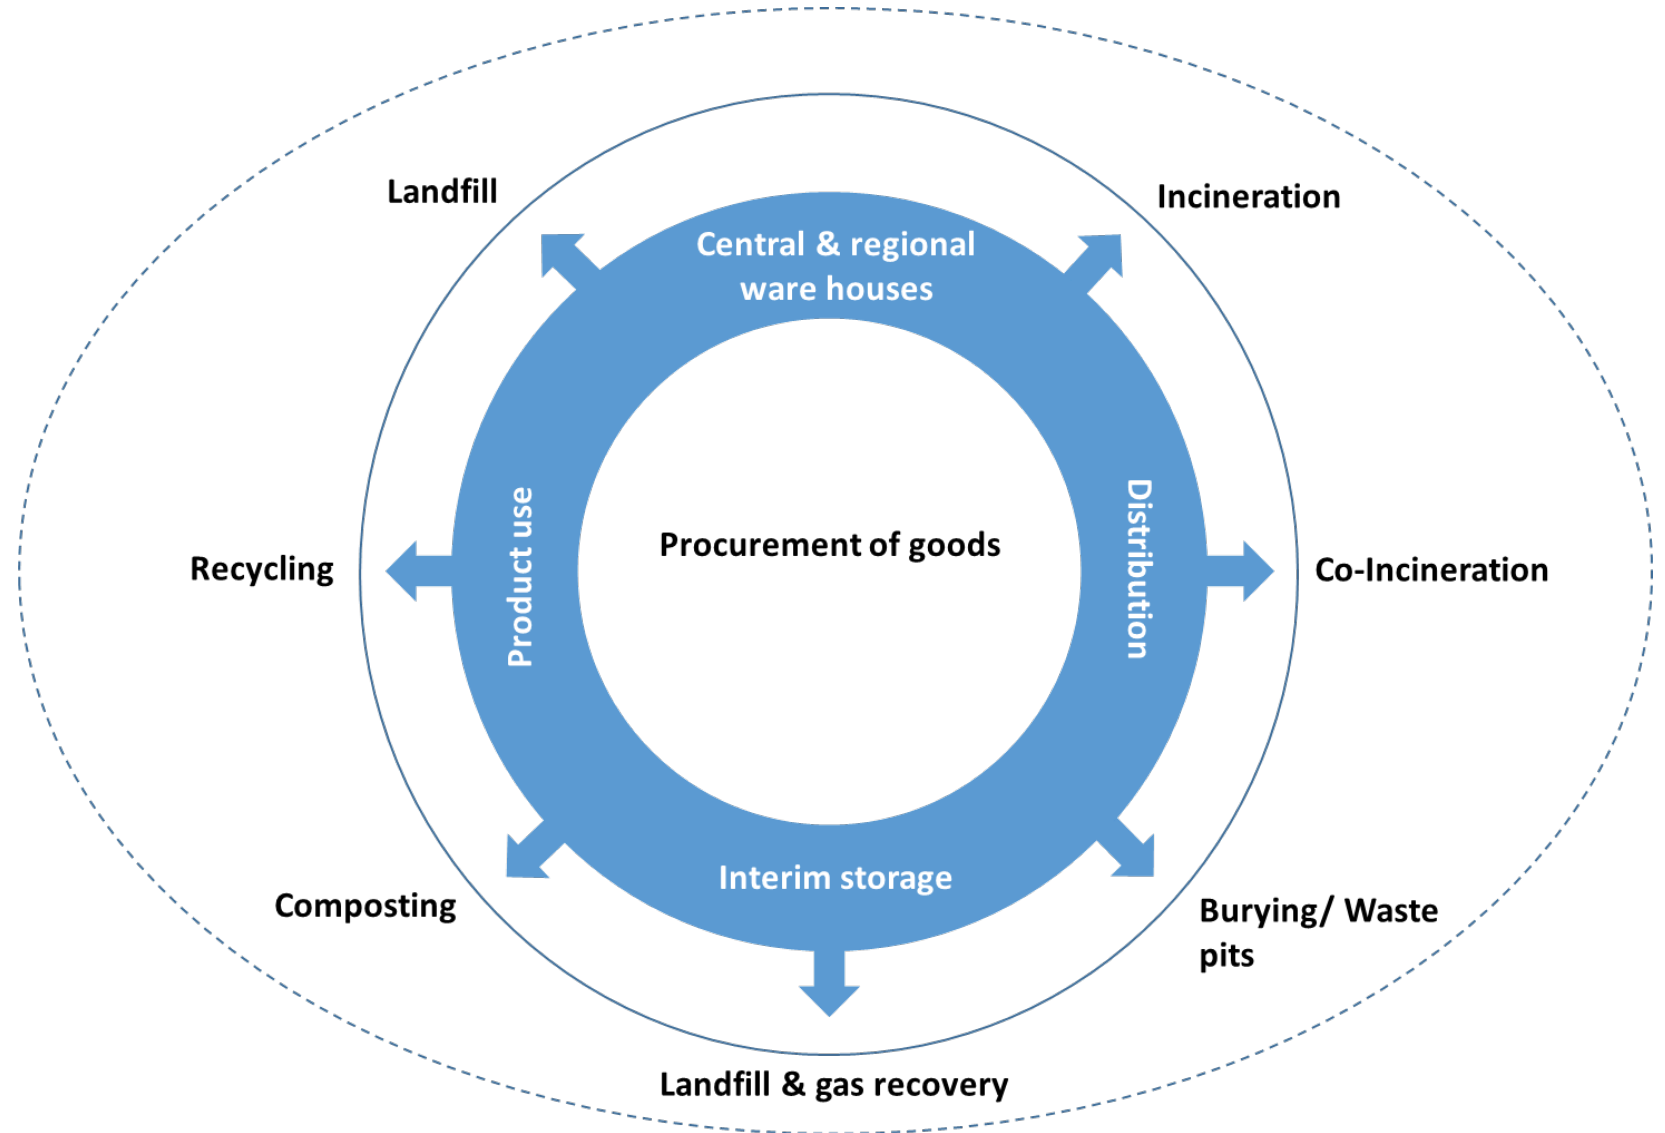 Landfill
Incineration
Central & regional
ware houses
Procurement of goods
Product use
Distribution
Recycling
Co-Incineration
Interim storage
Composting
Burying/ Waste
pits
Landfill & gas recovery